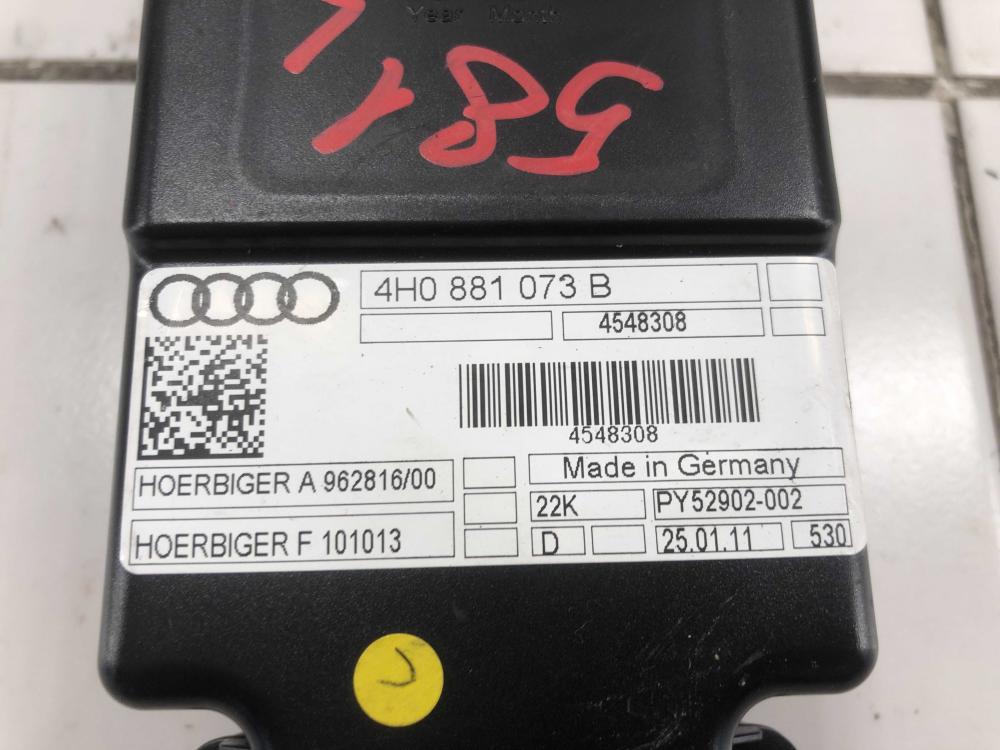 Year Month
581
4H0 881 073 B
4548308
4548308
HOERBIGER A 962816/00
Made in Germany
22K
PY52902-002
HOERBIGER F 101013
D
25.01.11
530